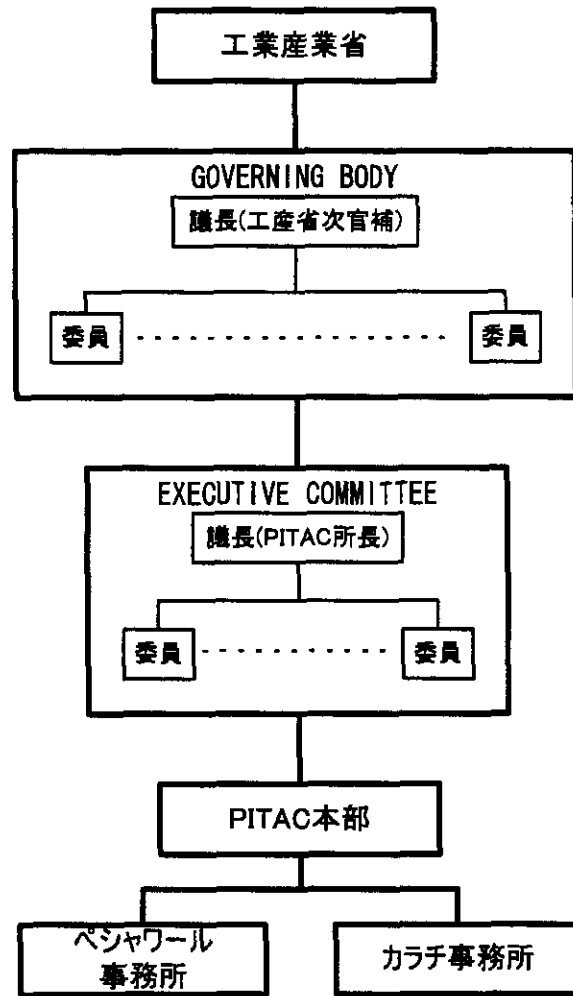 工業産業省
GOVERNING BODY
議長(工産省次官補)
委員
委員
EXECUTIVE COMMITTEE
議長(PITAC所長)
委員
委員
PITAC本部
ペシャワール
事務所
カラチ事務所